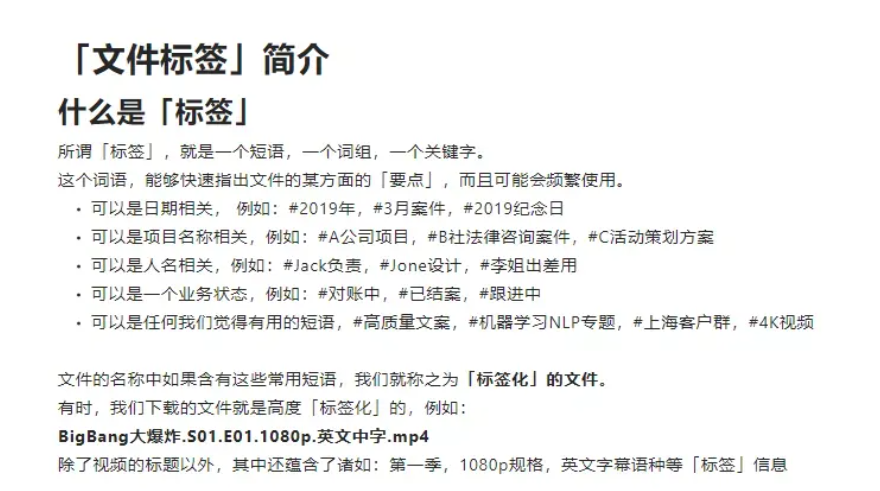 「文件标签」简介
什么是「标签」
所谓「标签」，就是一个短语，一个词组，一个关键字。
这个词语，能够快速指出文件的某方面的「要点」，而且可能会频繁使用。
• 可以是日期相关， 例如：#2019年，#3月案件，#2019纪念日
• 可以是项目名称相关，例如：#A公司项目，#B社法律咨询案件，#C活动策划方案
• 可以是人名相关，例如：#Jack负责，#Jone设计，#李姐出差用
• 可以是一个业务状态，例如：#对账中，#已结案，#跟进中
• 可以是任何我们觉得有用的短语，#高质量文案，#机器学习NLP专题，#上海客户群，#4K视频
文件的名称中如果含有这些常用短语，我们就称之为「标签化」的文件。
有时，我们下载的文件就是高度「标签化」的，例如：
BigBang大爆炸.S01.E01.1080p.英文中字.mp4
除了视频的标题以外，其中还蕴含了诸如：第一季，1080p规格，英文字幕语种等「标签」信息